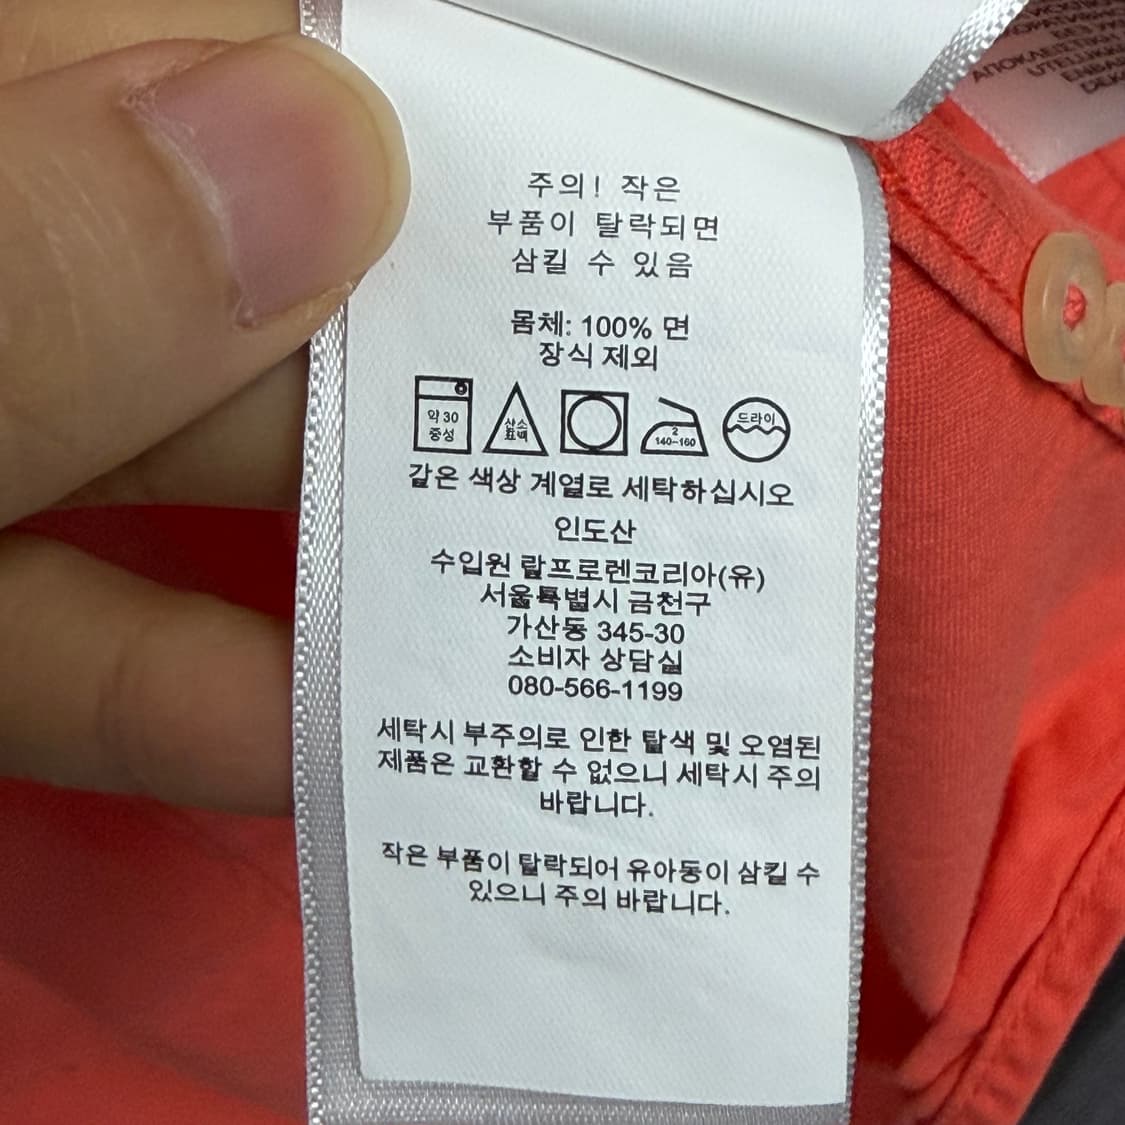 주의! 작은
부품이 탈락되면
삼킬 수 있음
몸체: 100% 면
장식 제외
약 30
중성
산소
표백
2
140~160
드라이
같은 색상 계열로 세탁하십시오
인도산
수입원 랄프로렌코리아(유)
서울특별시 금천구
가산동 345-30
소비자 상담실
080-566-1199
세탁시 부주의로 인한 탈색 및 오염된
제품은 교환할 수 없으니 세탁시 주의
바랍니다.
작은 부품이 탈락되어 유아동이 삼킬 수
있으니 주의 바랍니다.